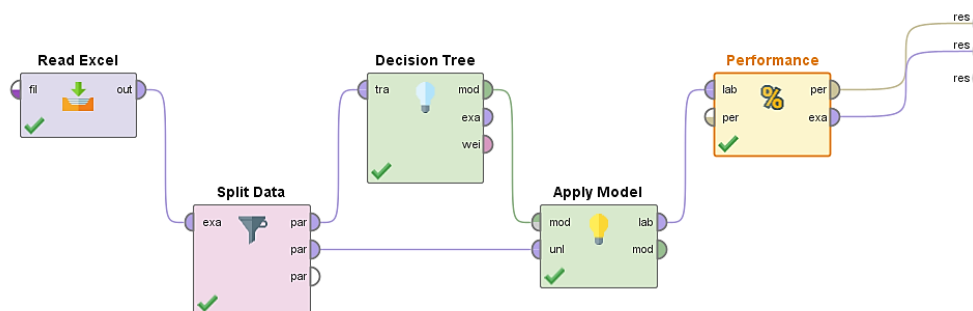 res
res
res
Read Excel
fil out
Decision Tree
tra mod
exa
wei
Performance
lab per
per exa
%
Split Data
exa par
par
par
Apply Model
mod lab
unl mod